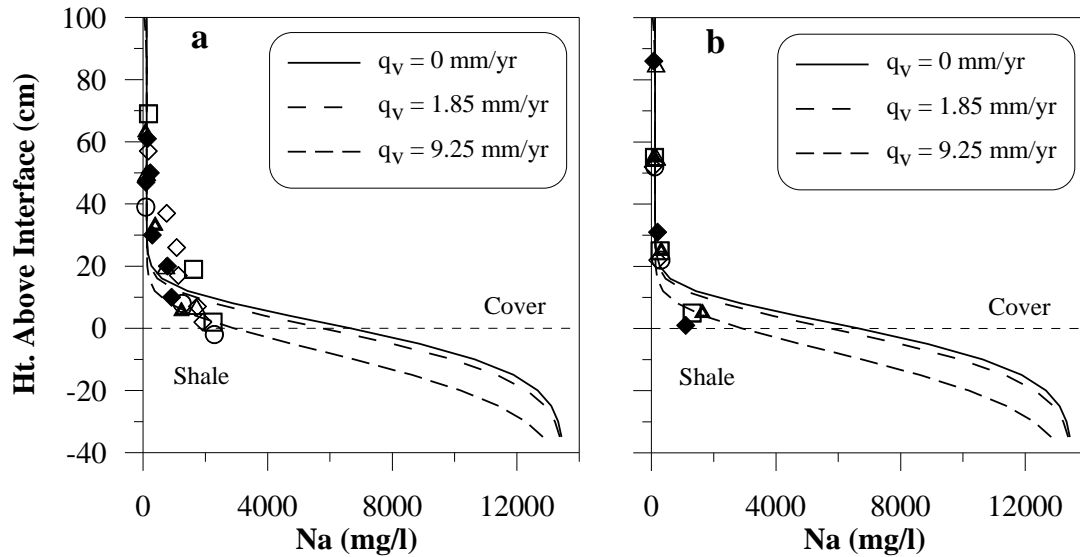 a
q_v = 0 mm/yr
q_v = 1.85 mm/yr
q_v = 9.25 mm/yr
Cover
Shale
100
80
60
40
20
0
-20
-40
Ht. Above Interface (cm)
0 4000 8000 12000
Na (mg/l)
b
q_v = 0 mm/yr
q_v = 1.85 mm/yr
q_v = 9.25 mm/yr
Cover
Shale
0 4000 8000 12000
Na (mg/l)